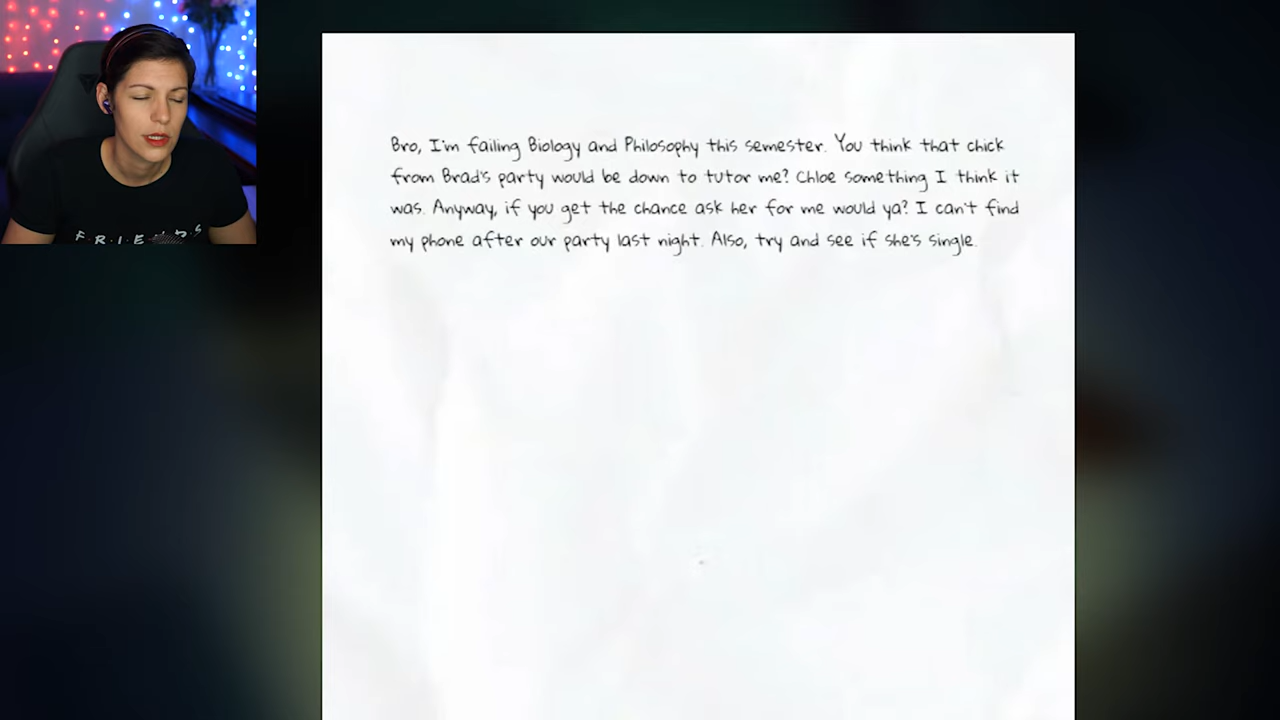 Bro, I'm failing Biology and Philosophy this semester. You think that chick
from Brad's party would be down to tutor me? Chloe something I think it
was. Anyway, if you get the chance ask her for me would ya? I can't find
my phone after our party last night. Also, try and see if she's single.
F.R.I.E.N.D.S